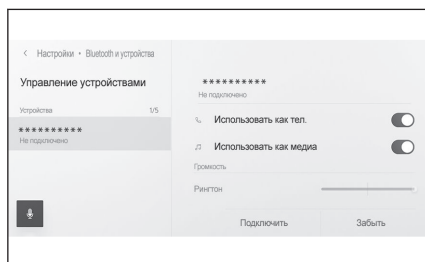 < Настройки • Bluetooth и устройства
Управление устройствами
Устройства 1/5
**********
Не подключено
**********
Не подключено
Использовать как тел.
Использовать как медиа
Громкость
Рингтон
Подключить Забыть